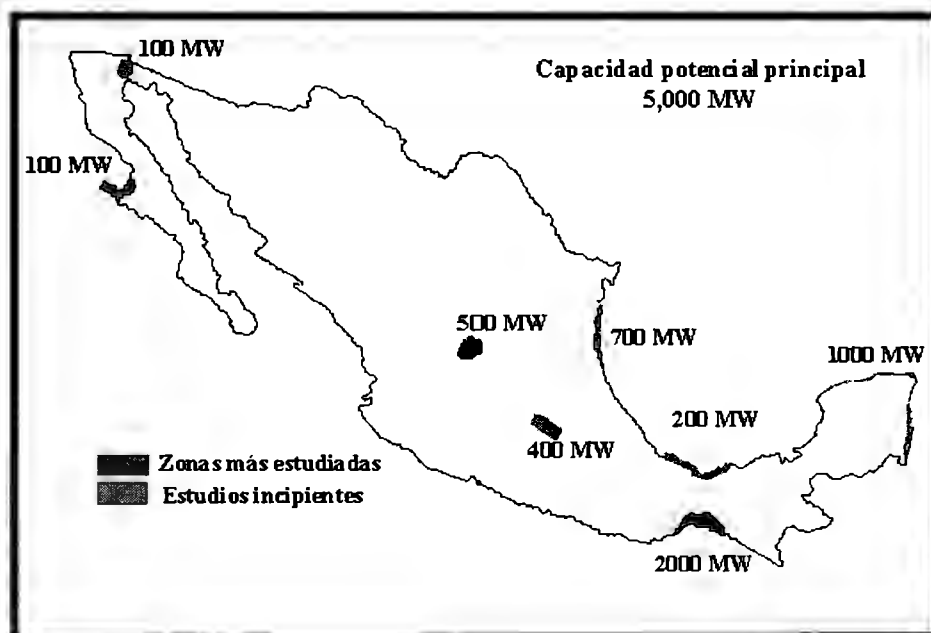 100 MW
Capacidad potencial principal
5,000 MW
100 MW
500 MW
700 MW
1000 MW
200 MW
400 MW
Zonas más estudiadas
Estudios incipientes
2000 MW